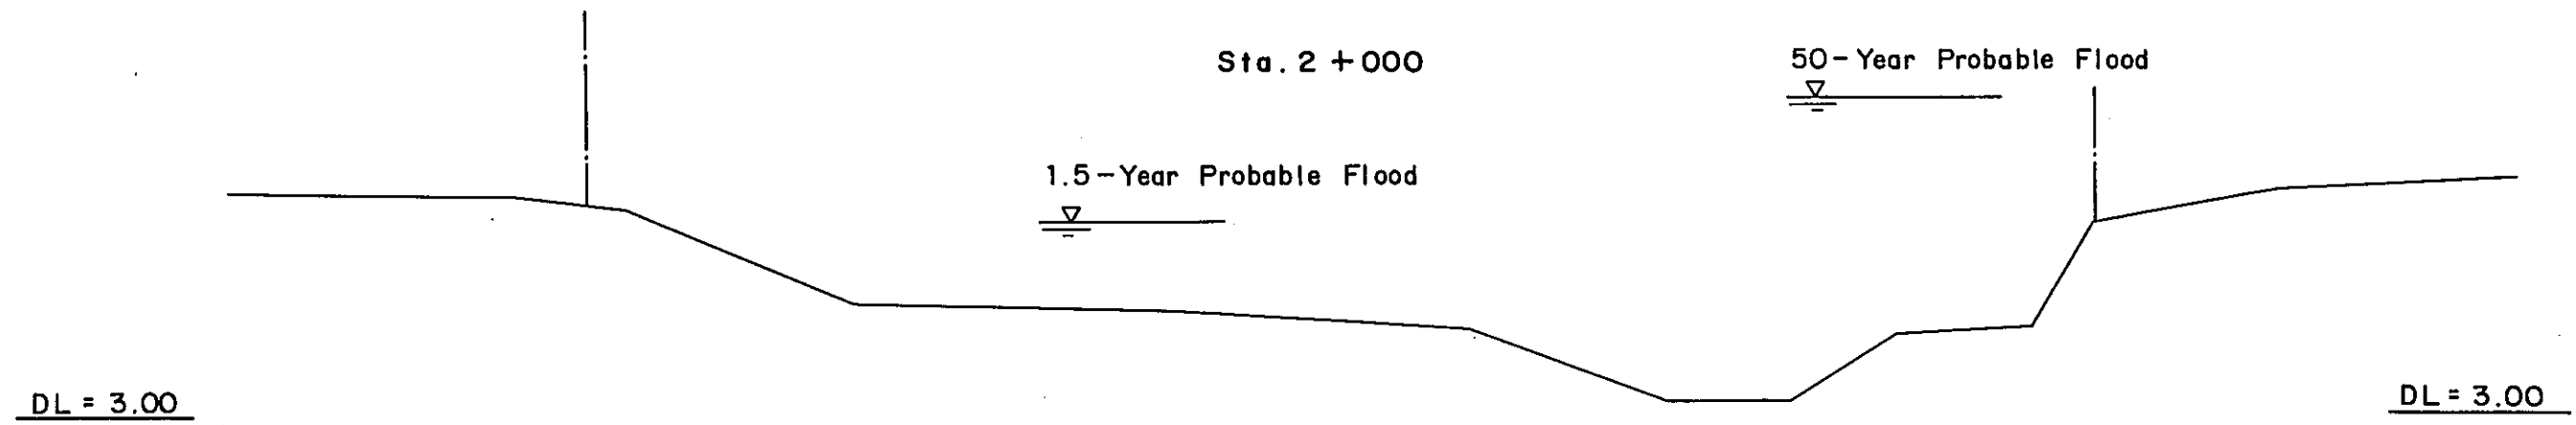 Sta. 2 +000
50-Year Probable Flood
1.5-Year Probable Flood
DL = 3.00
DL = 3.00